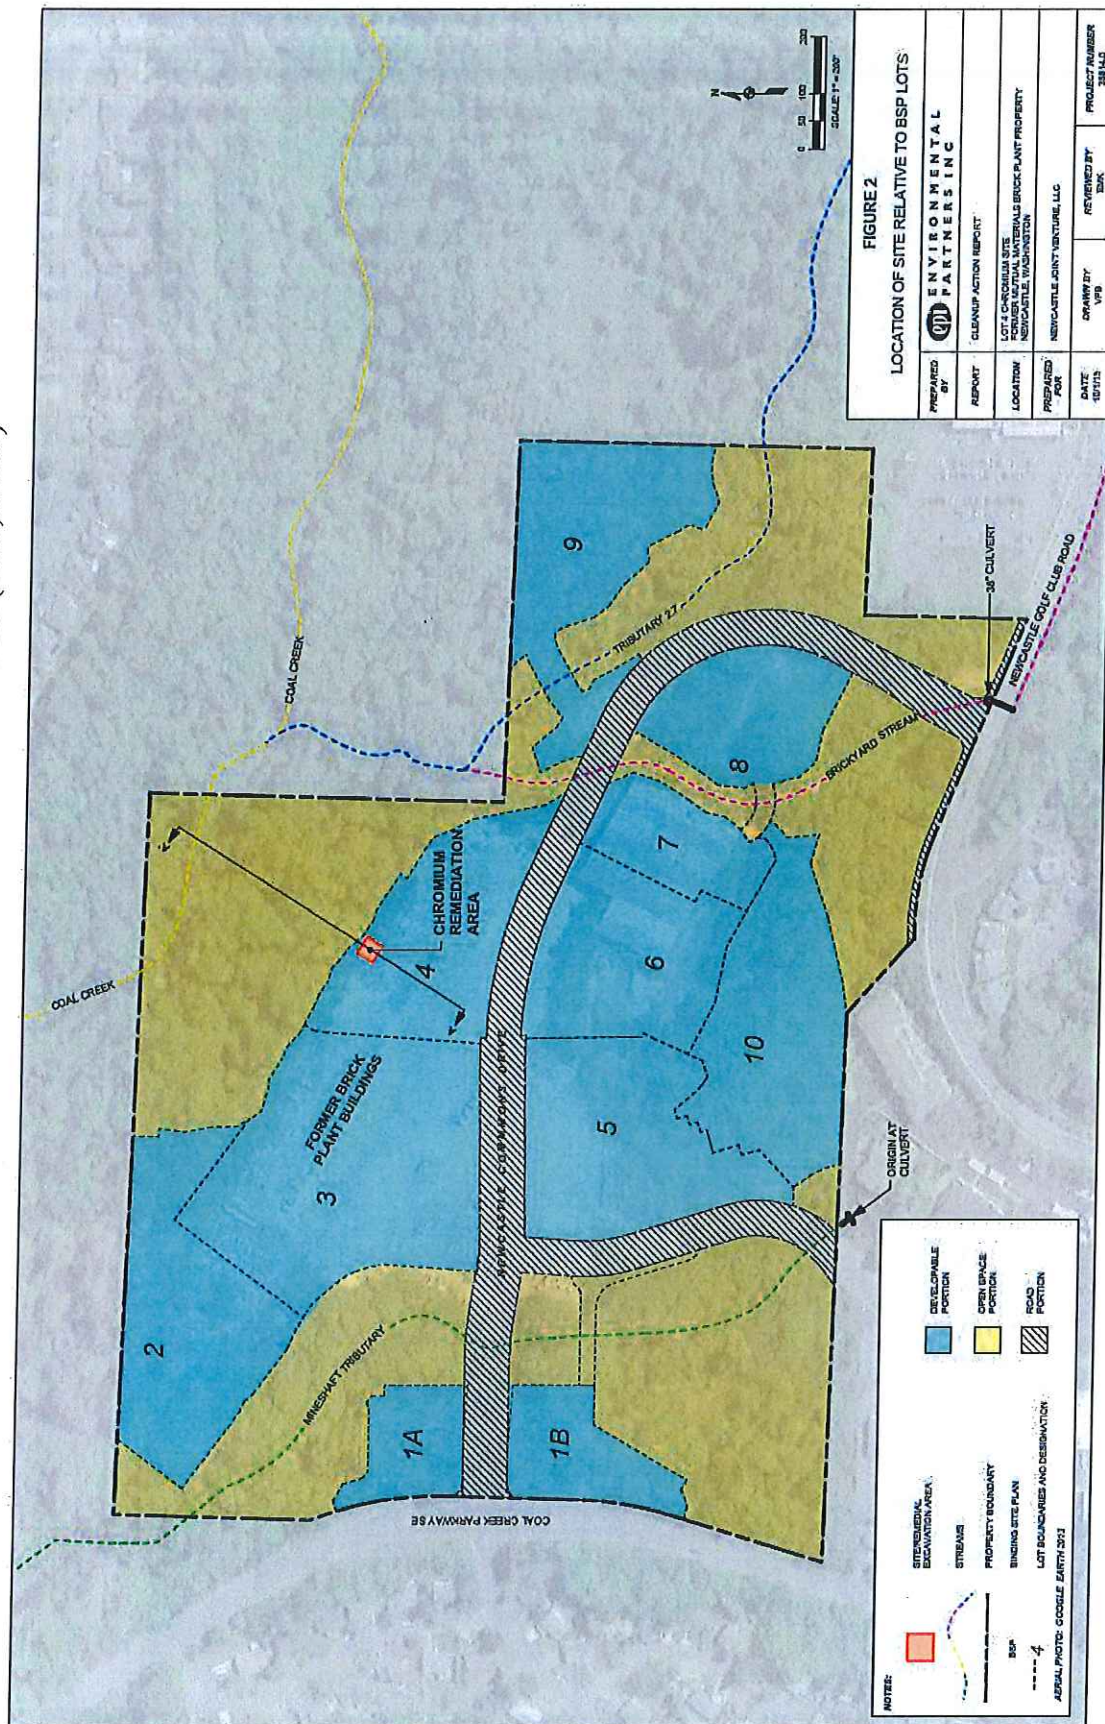 COAL CREEK
COAL CREEK
N
0 50 100 200
SCALE: 1" = 200'
2
3
FORMER BRICK
PLANT BUILDINGS
4
CHROMIUM
REMEDIATION
AREA
9
TRIBUTARY 27
MINESHAFT TRIBUTARY
NEWCASTLE COMMONS DRIVE
1A
1B
5
6
7
8
10
BRICKYARD STREAM
COAL CREEK PARKWAY SE
ORIGIN AT
CULVERT
36" CULVERT
NEWCASTLE GOLF CLUB ROAD
NOTES:
SITE/REMEDIAL
EXCAVATION AREA
STREAMS
PROPERTY BOUNDARY
BSP BINDING SITE PLAN
4 LOT BOUNDARIES AND DESIGNATION
AERIAL PHOTO: GOOGLE EARTH 2012
DEVELOPABLE
PORTION
OPEN SPACE
PORTION
ROAD
PORTION
FIGURE 2
LOCATION OF SITE RELATIVE TO BSP LOTS
PREPARED
BY
epi ENVIRONMENTAL
PARTNERS INC
REPORT CLEANUP ACTION REPORT
LOCATION LOT 4 CHROMIUM SITE
FORMER MUTUAL MATERIALS BRICK PLANT PROPERTY
NEWCASTLE, WASHINGTON
PREPARED
FOR NEWCASTLE JOINT VENTURE, LLC
DATE
10/1/13
DRAWN BY
REVIEWED BY
PROJECT NUMBER